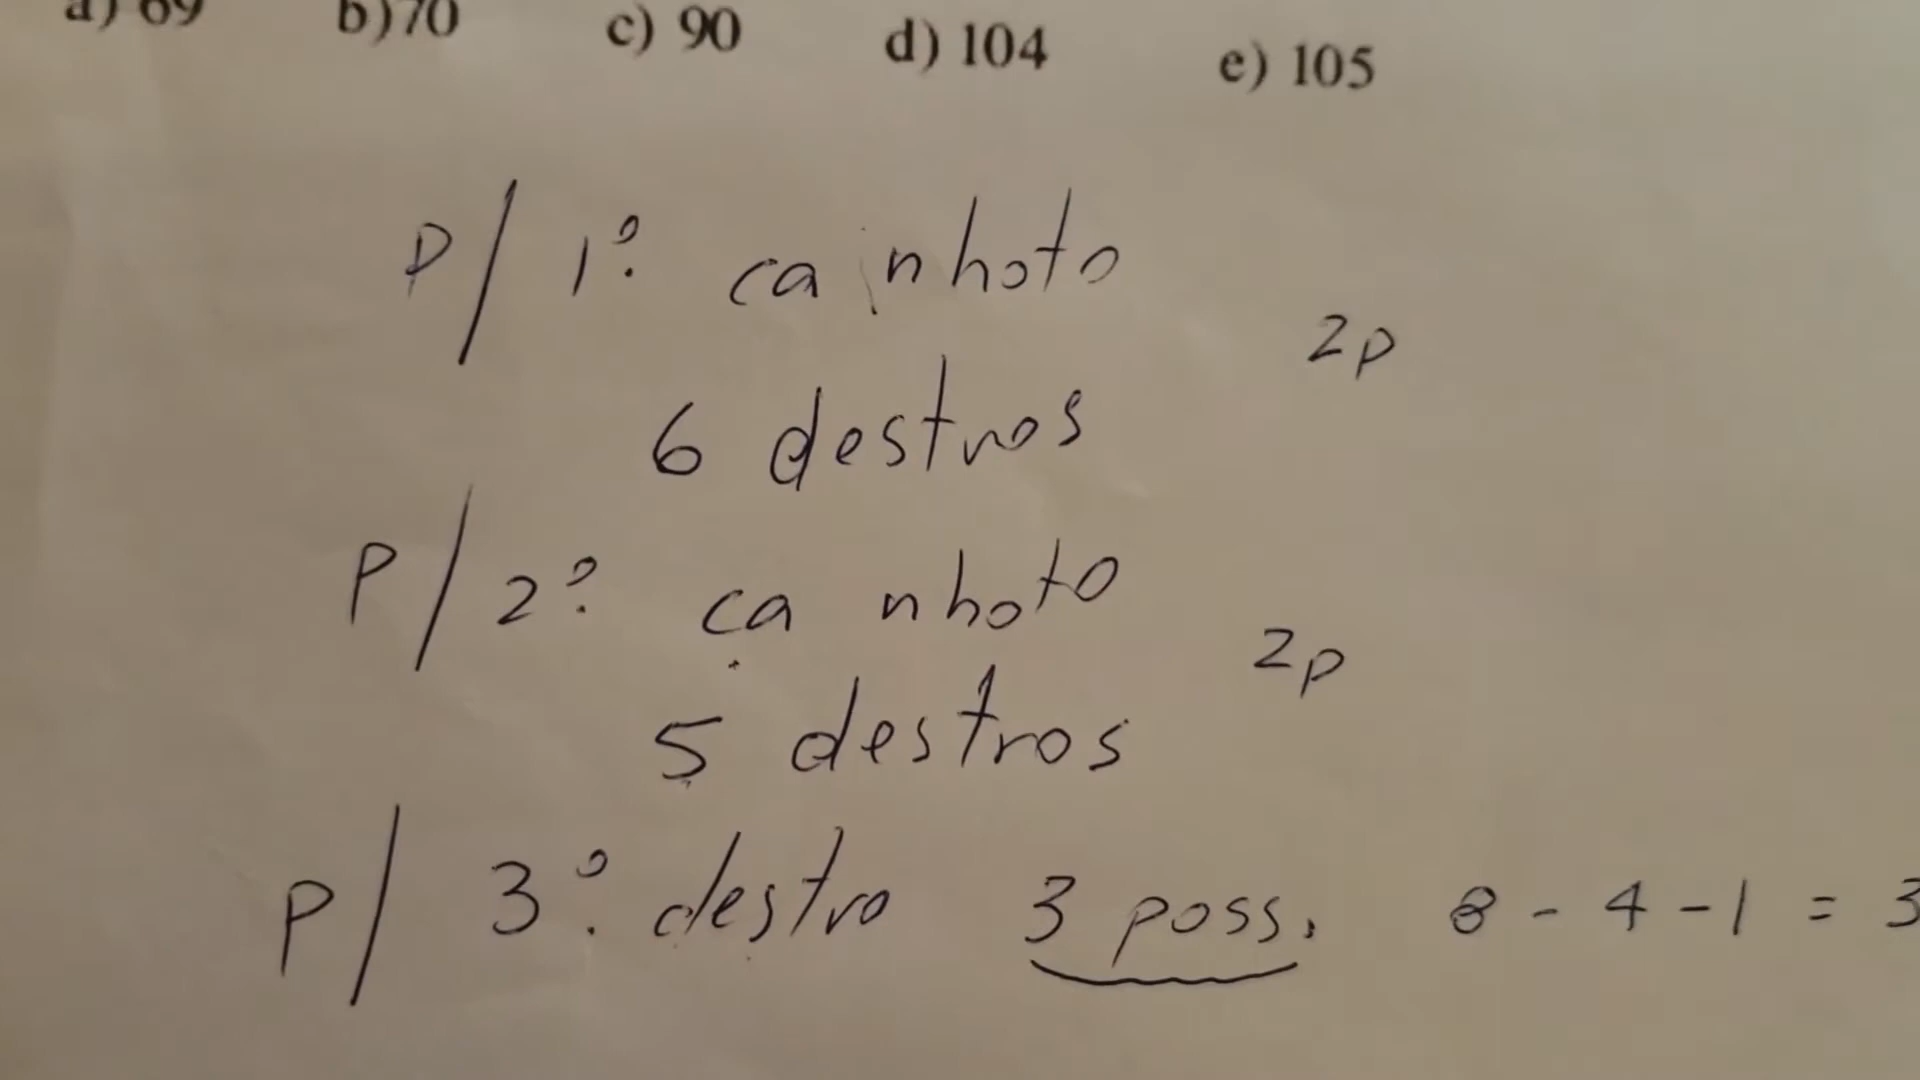 a) 69 b)70 c) 90 d) 104 e) 105
P/ 1º canhoto
2p
6 destros
P/ 2º canhoto
2p
5 destros
P/ 3º destro 3 poss. 8 - 4 - 1 = 3